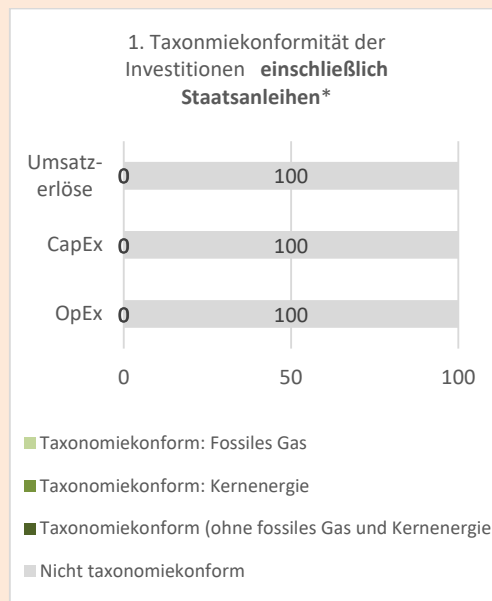 1. Taxonmiekonformität der
Investitionen einschließlich
Staatsanleihen*
Umsatz-
erlöse
0 100
CapEx 0 100
OpEx 0 100
0 50 100
Taxonomiekonform: Fossiles Gas
Taxonomiekonform: Kernenergie
Taxonomiekonform (ohne fossiles Gas und Kernenergie
Nicht taxonomiekonform